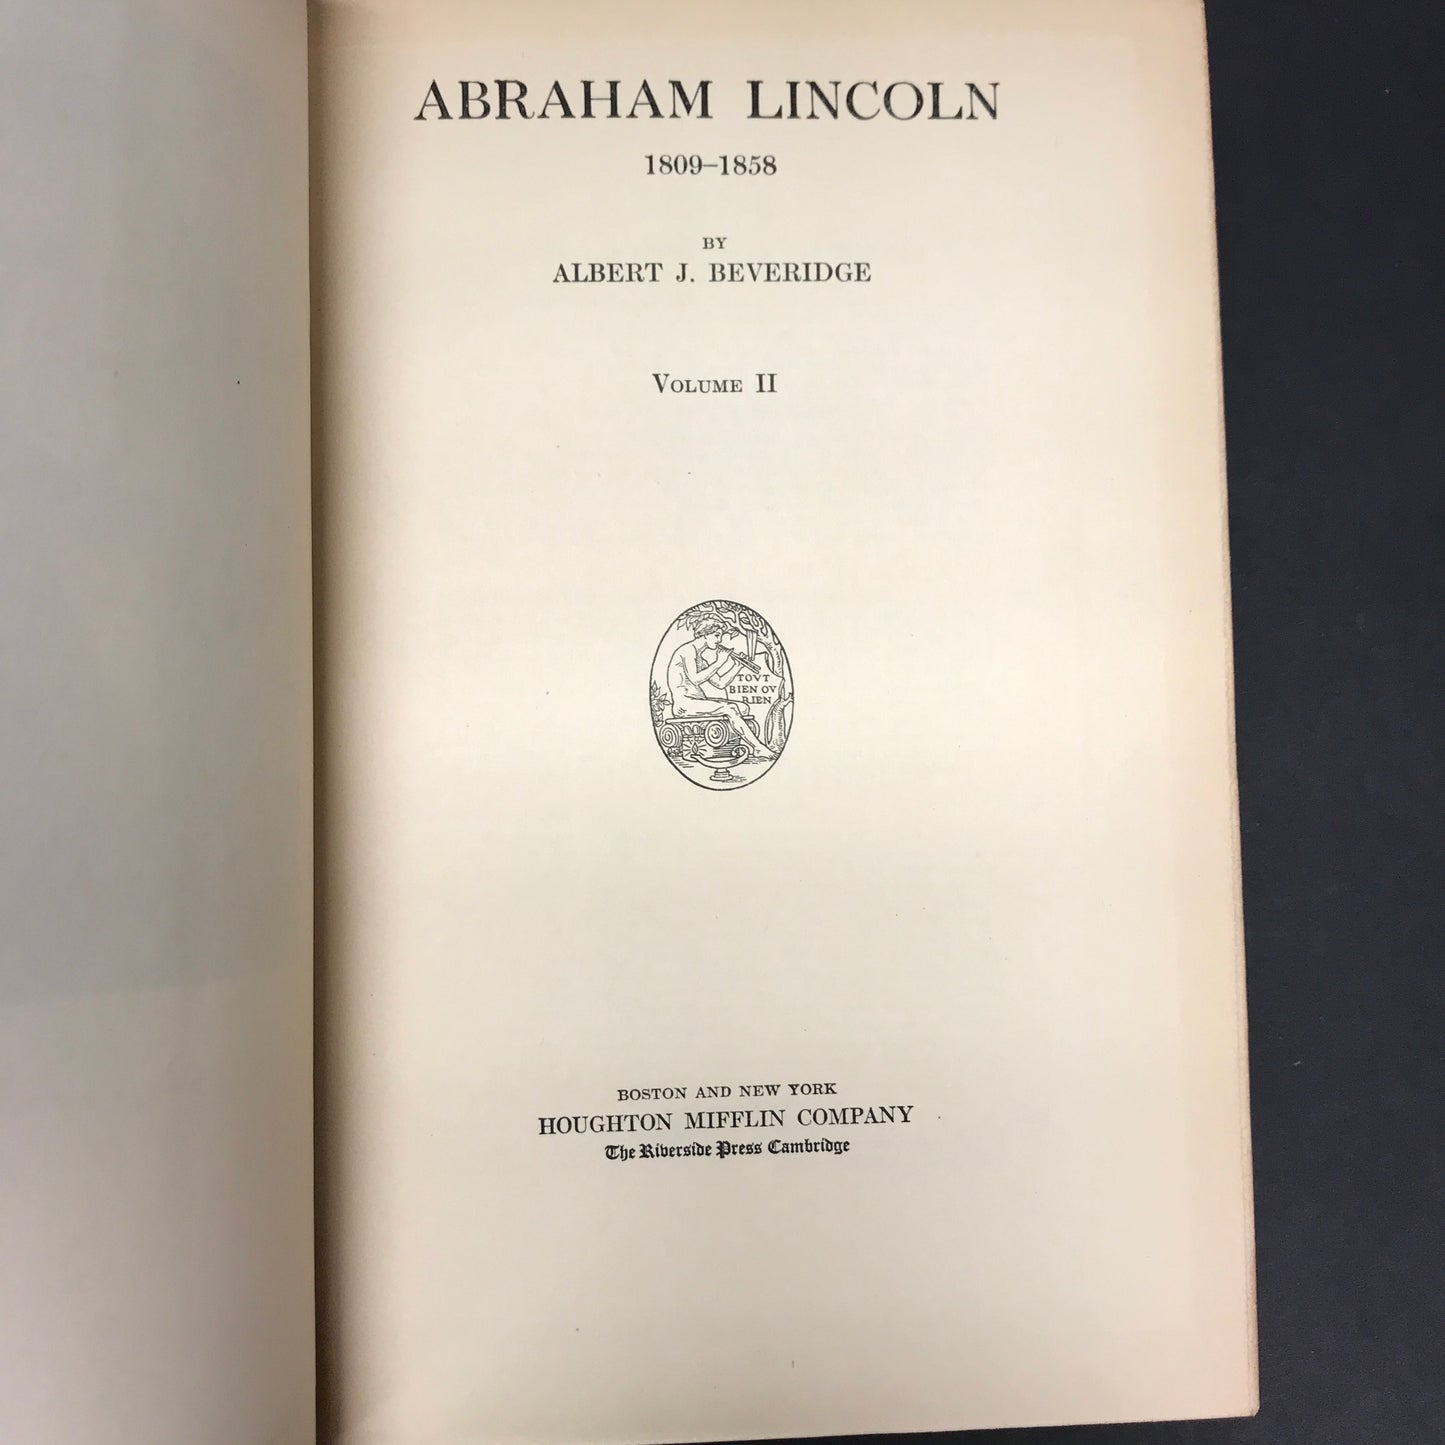 ABRAHAM LINCOLN
1809–1858
BY
ALBERT J. BEVERIDGE
VOLUME II
TOVT
BIEN OV
RIEN
BOSTON AND NEW YORK
HOUGHTON MIFFLIN COMPANY
The Riverside Press Cambridge